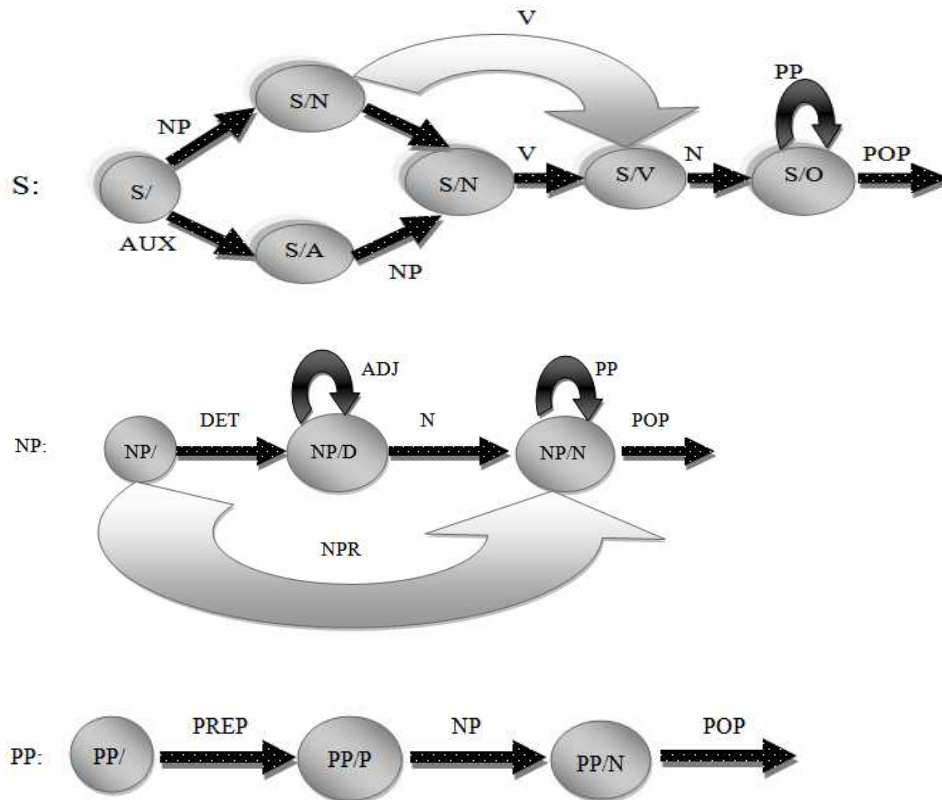 V
PP
S/N
NP
V
N
POP
S:
S/
S/N
S/V
S/O
AUX
S/A
NP
ADJ
PP
DET
N
POP
NP:
NP/
NP/D
NP/N
NPR
PREP
NP
POP
PP:
PP/
PP/P
PP/N